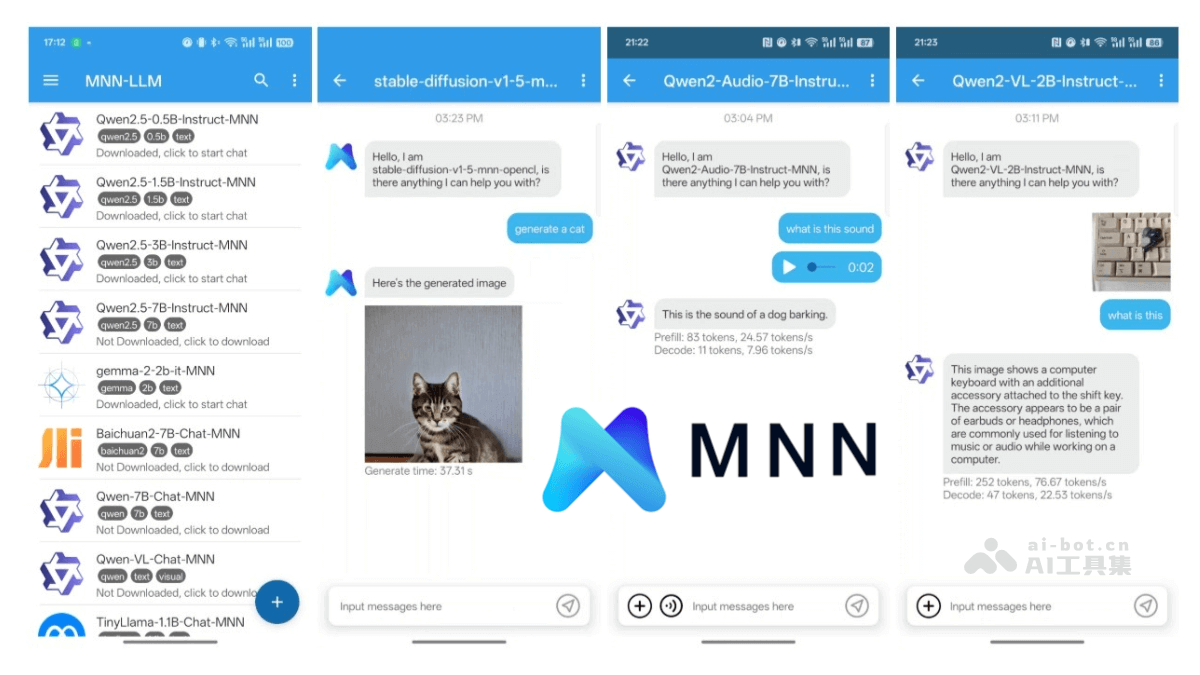 17:12
100
MNN-LLM
Qwen2.5-0.5B-Instruct-MNN
qwen2.5 0.5b text
Downloaded, click to start chat
Qwen2.5-1.5B-Instruct-MNN
qwen2.5 1.5b text
Downloaded, click to start chat
Qwen2.5-3B-Instruct-MNN
qwen2.5 3b text
Downloaded, click to start chat
Qwen2.5-7B-Instruct-MNN
qwen2.5 7b text
Not Downloaded, click to download
gemma-2-2b-it-MNN
gemma 2b text
Downloaded, click to start chat
Baichuan2-7B-Chat-MNN
baichuan2 7b text
Not Downloaded, click to download
Qwen-7B-Chat-MNN
qwen 7b text
Not Downloaded, click to download
Qwen-VL-Chat-MNN
qwen text visual
Not Downloaded, click to downlo
TinyLlama-1.1B-Chat-MNN
stable-diffusion-v1-5-m...
03:23 PM
Hello, I am
stable-diffusion-v1-5-mnn-opencl, is
there anything I can help you with?
generate a cat
Here's the generated image
Generate time: 37.31 s
Input messages here
21:22
87
Qwen2-Audio-7B-Instru...
03:04 PM
Hello, I am
Qwen2-Audio-7B-Instruct-MNN, is
there anything I can help you with?
what is this sound
0:02
This is the sound of a dog barking.
Prefill: 83 tokens, 24.57 tokens/s
Decode: 11 tokens, 7.96 tokens/s
MNN
Input messages here
21:23
86
Qwen2-VL-2B-Instruct-...
03:11 PM
Hello, I am
Qwen2-VL-2B-Instruct-MNN, is
there anything I can help you with?
what is this
This image shows a computer
keyboard with an additional
accessory attached to the shift key.
The accessory appears to be a pair
of earbuds or headphones, which
are commonly used for listening to
music or audio while working on a
computer.
Prefill: 252 tokens, 76.67 tokens/s
Decode: 47 tokens, 22.53 tokens/s
ai-bot.cn
AI工具集
Input messages here